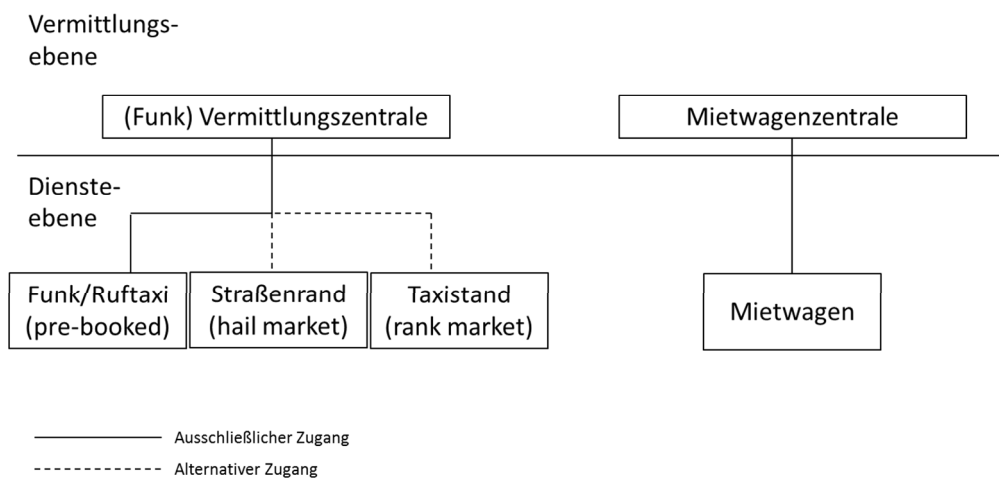 Vermittlungs-
ebene
(Funk) Vermittlungszentrale
Mietwagenzentrale
Dienste-
ebene
Funk/Ruftaxi
(pre-booked)
Straßenrand
(hail market)
Taxistand
(rank market)
Mietwagen
Ausschließlicher Zugang
Alternativer Zugang